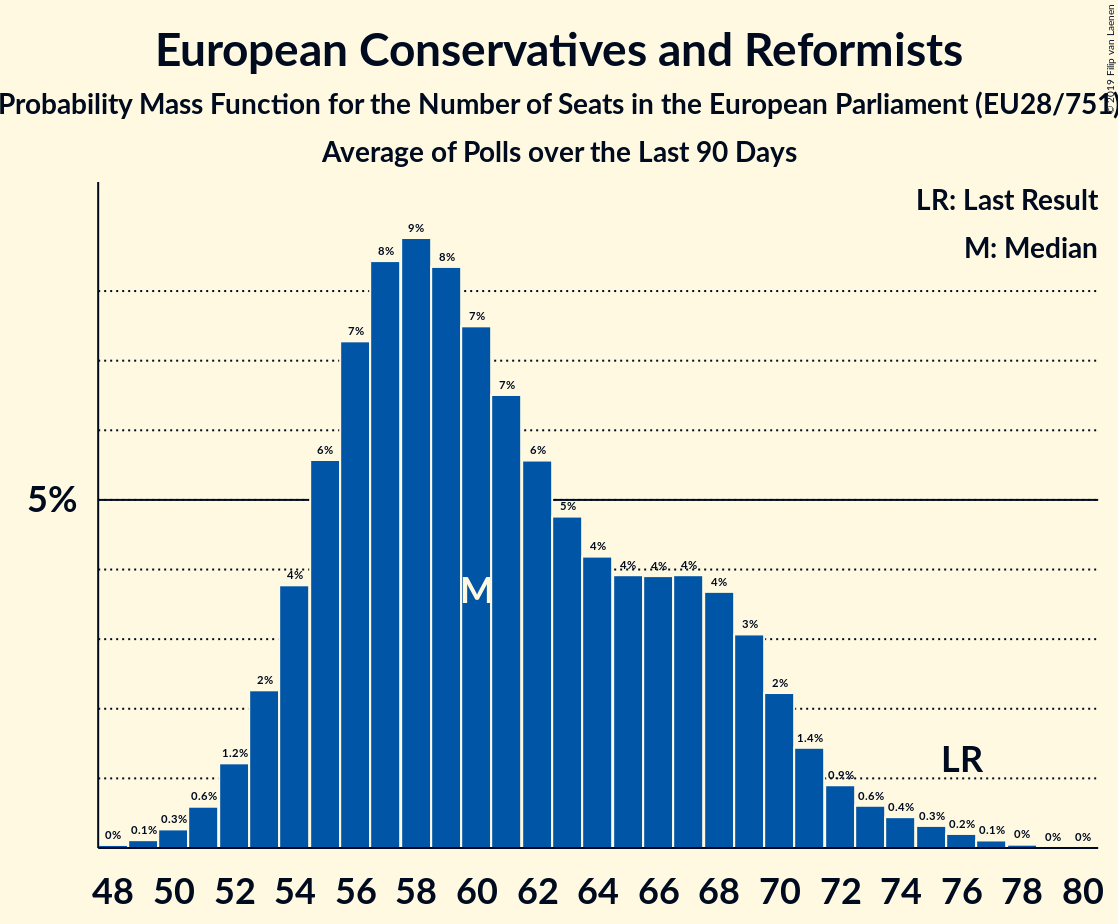 European Conservatives and Reformists
Probability Mass Function for the Number of Seats in the European Parliament (EU28/751)
Average of Polls over the Last 90 Days
© 2019 Filip van Laenen
LR: Last Result
M: Median
5%
0% 0.1% 0.3% 0.6% 1.2% 2% 4% 6% 7% 8% 9% 8% 7% 7% 6% 5% 4% 4% 4% 4% 4% 3% 2% 1.4% 0.9% 0.6% 0.4% 0.3% 0.2% 0.1% 0% 0% 0%
M
LR
48 50 52 54 56 58 60 62 64 66 68 70 72 74 76 78 80